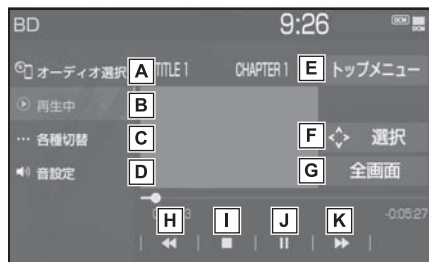 BD 9:26 DCM
オーディオ選択 A TITLE 1 CHAPTER 1 E トップメニュー
B 再生中
C 各種切替 F 選択
D 音設定 G 全画面
-0:05:27
H I J K